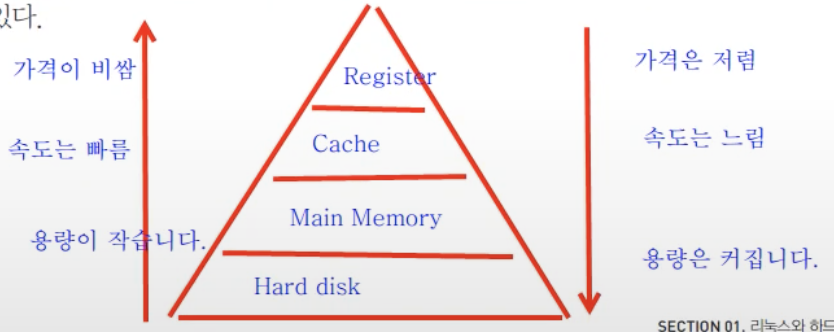 있다.
가격이 비쌈
속도는 빠름
용량이 작습니다.
Register
Cache
Main Memory
Hard disk
가격은 저렴
속도는 느림
용량은 커집니다.
SECTION 01. 리눅스와 하드